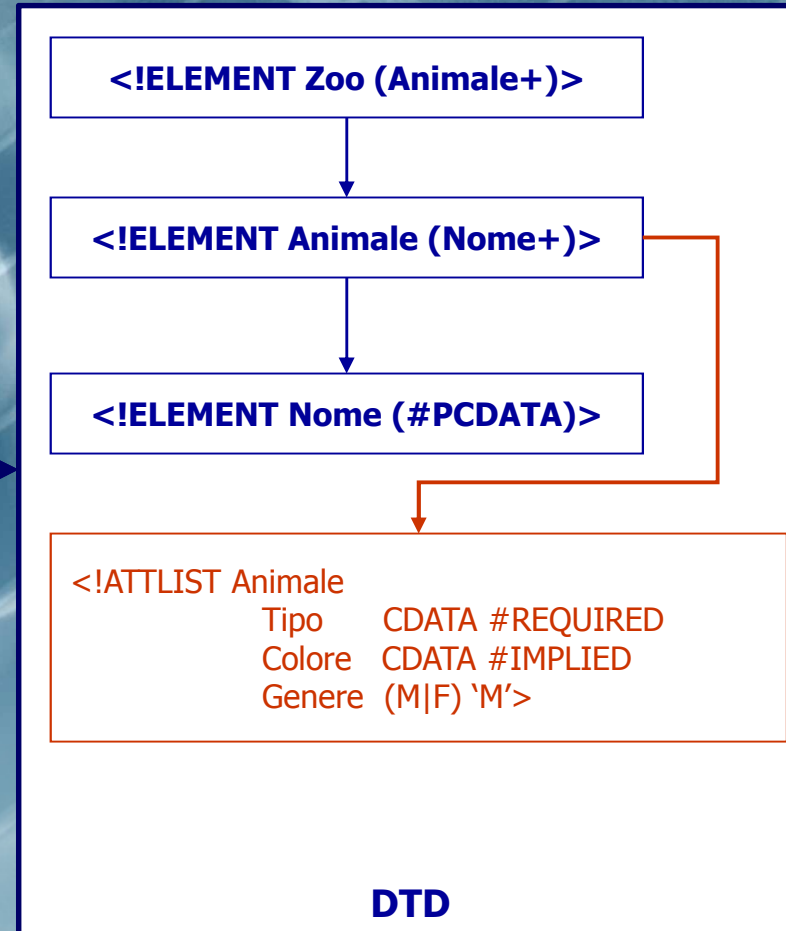 <!ELEMENT Zoo (Animale+)>
<!ELEMENT Animale (Nome+)>
<!ELEMENT Nome (#PCDATA)>
<!ATTLIST Animale
Tipo CDATA #REQUIRED
Colore CDATA #IMPLIED
Genere (M|F) ‘M’>
DTD